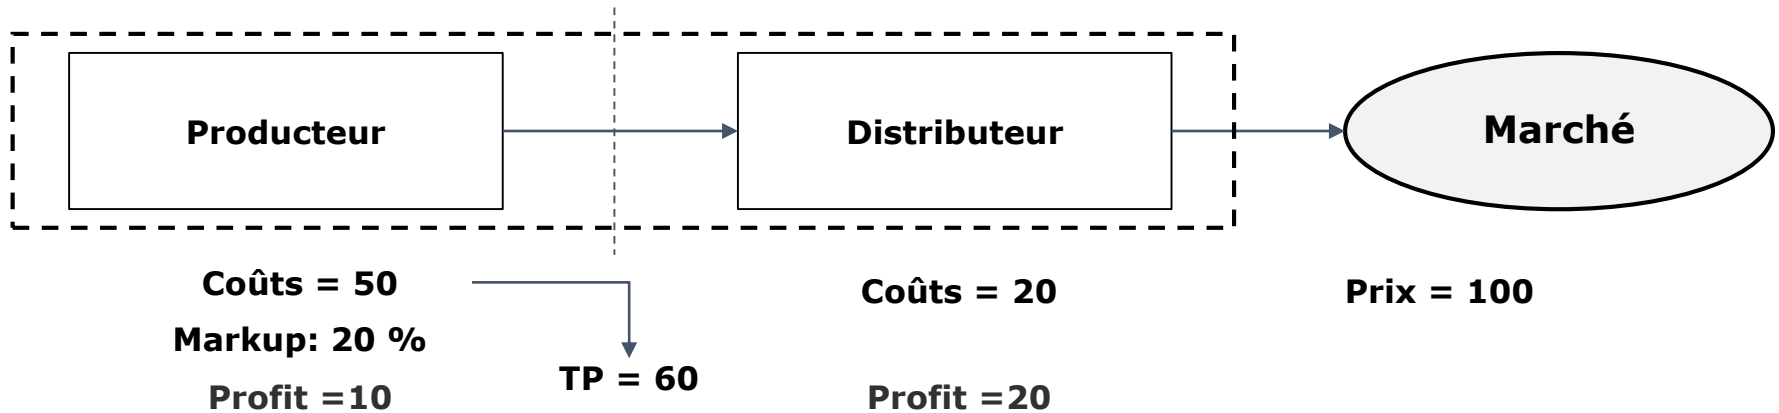 Producteur
Distributeur
Marché
Coûts = 50
Coûts = 20
Prix = 100
Markup: 20 %
TP = 60
Profit =10
Profit =20